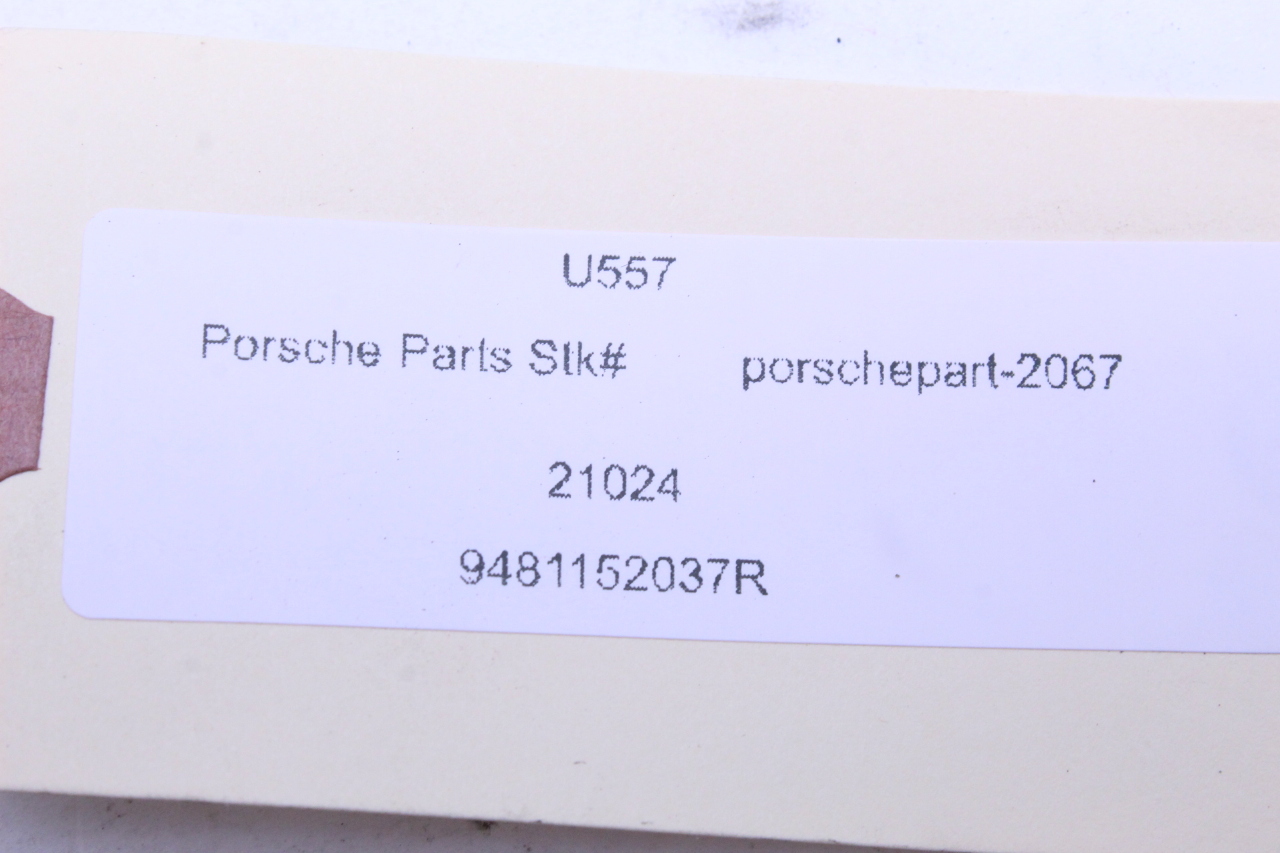 U557
Porsche Parts Stk# porschepart-2067
21024
9481152037R